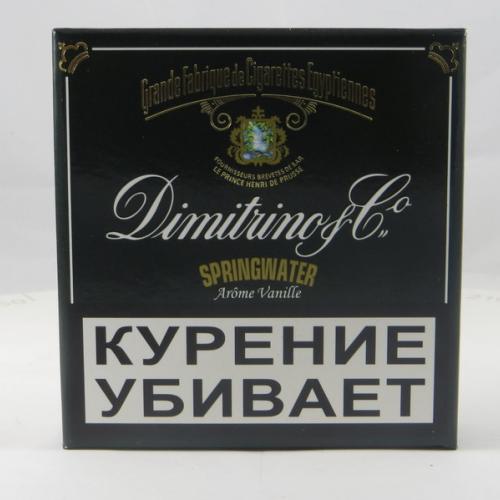 Grande Fabrique de Cigarettes Egyptiennes
FOURNISSEURS BREVETÉS DE S.A.R.
LE PRINCE HENRI DE PRUSSE
Dimitrino & Co
SPRINGWATER
Arôme Vanille
КУРЕНИЕ
УБИВАЕТ